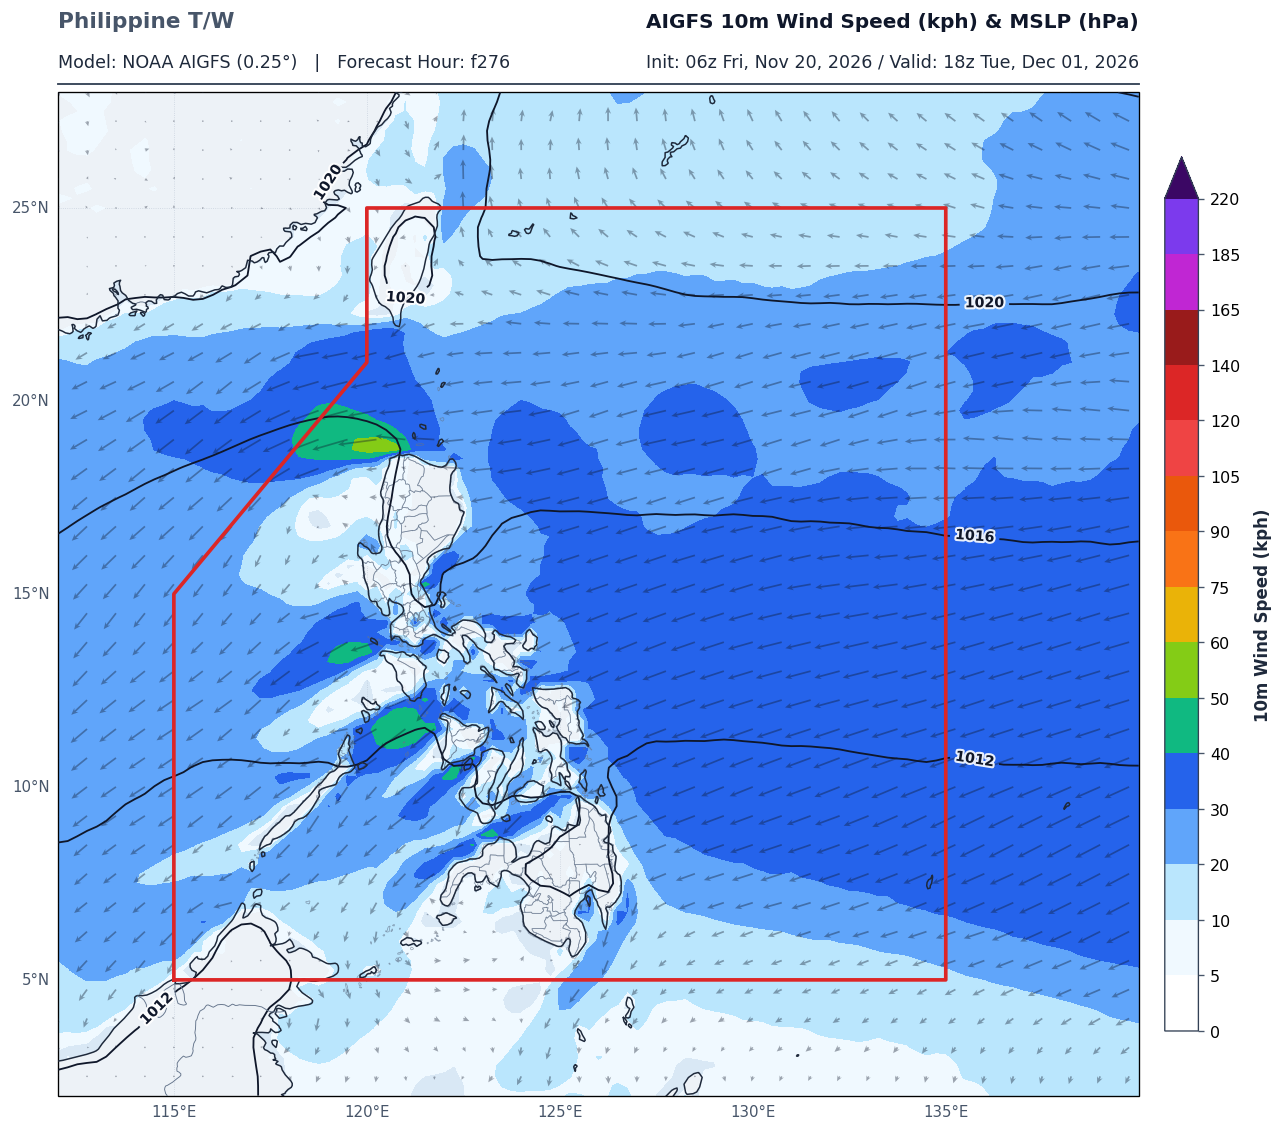 Philippine T/W
AIGFS 10m Wind Speed (kph) & MSLP (hPa)
Model: NOAA AIGFS (0.25°) | Forecast Hour: f276
Init: 06z Fri, Nov 20, 2026 / Valid: 18z Tue, Dec 01, 2026
25°N
20°N
15°N
10°N
5°N
115°E
120°E
125°E
130°E
135°E
1020
1020
1020
1016
1012
1012
220
185
165
140
120
105
90
75
60
50
40
30
20
10
5
0
10m Wind Speed (kph)